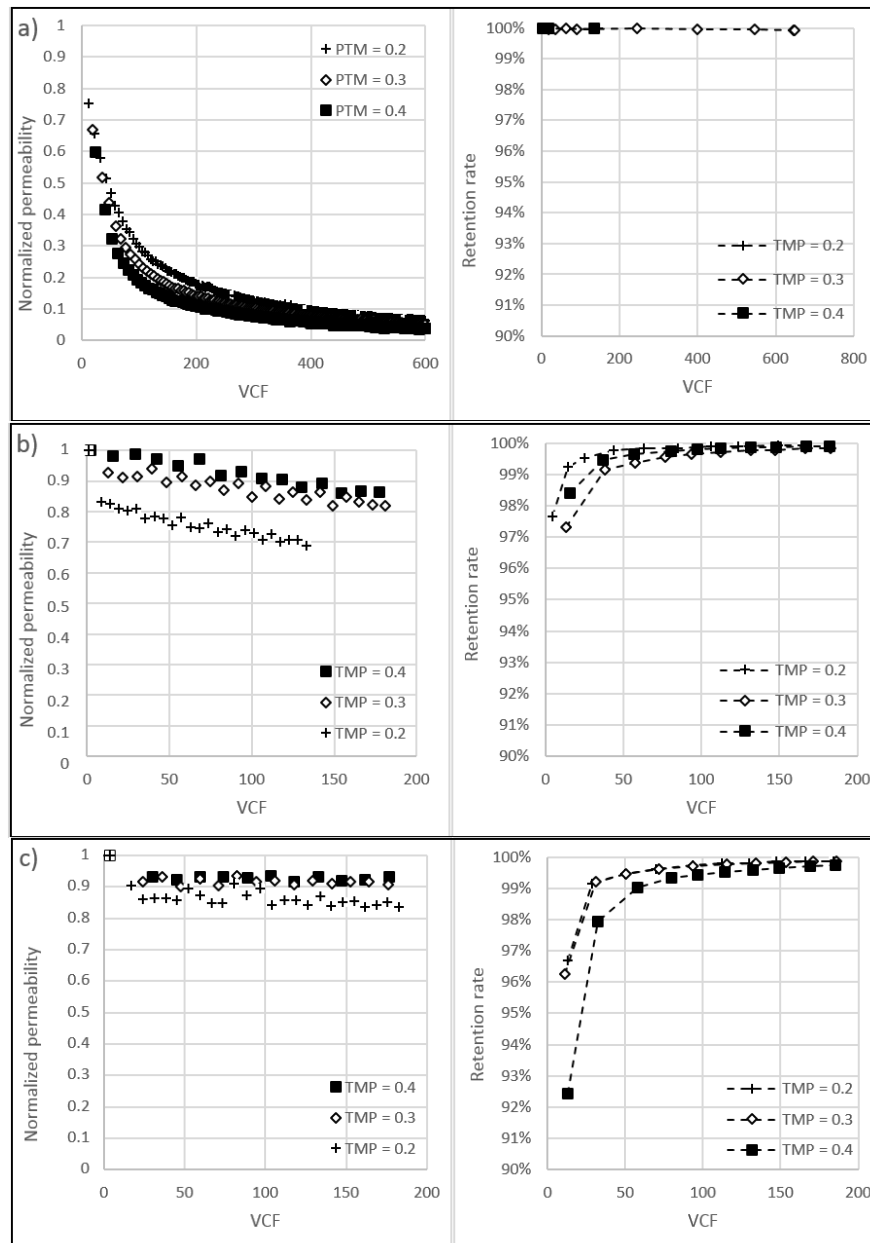 a)
Normalized permeability
1
0.9
0.8
0.7
0.6
0.5
0.4
0.3
0.2
0.1
0
0 200 400 600
VCF
PTM = 0.2
PTM = 0.3
PTM = 0.4
Retention rate
100%
99%
98%
97%
96%
95%
94%
93%
92%
91%
90%
0 200 400 600 800
VCF
TMP = 0.2
TMP = 0.3
TMP = 0.4
b)
Normalized permeability
1
0.9
0.8
0.7
0.6
0.5
0.4
0.3
0.2
0.1
0
0 50 100 150 200
VCF
TMP = 0.4
TMP = 0.3
TMP = 0.2
Retention rate
100%
99%
98%
97%
96%
95%
94%
93%
92%
91%
90%
0 50 100 150 200
VCF
TMP = 0.2
TMP = 0.3
TMP = 0.4
c)
Normalized permeability
1
0.9
0.8
0.7
0.6
0.5
0.4
0.3
0.2
0.1
0
0 50 100 150 200
VCF
TMP = 0.4
TMP = 0.3
TMP = 0.2
Retention rate
100%
99%
98%
97%
96%
95%
94%
93%
92%
91%
90%
0 50 100 150 200
VCF
TMP = 0.2
TMP = 0.3
TMP = 0.4